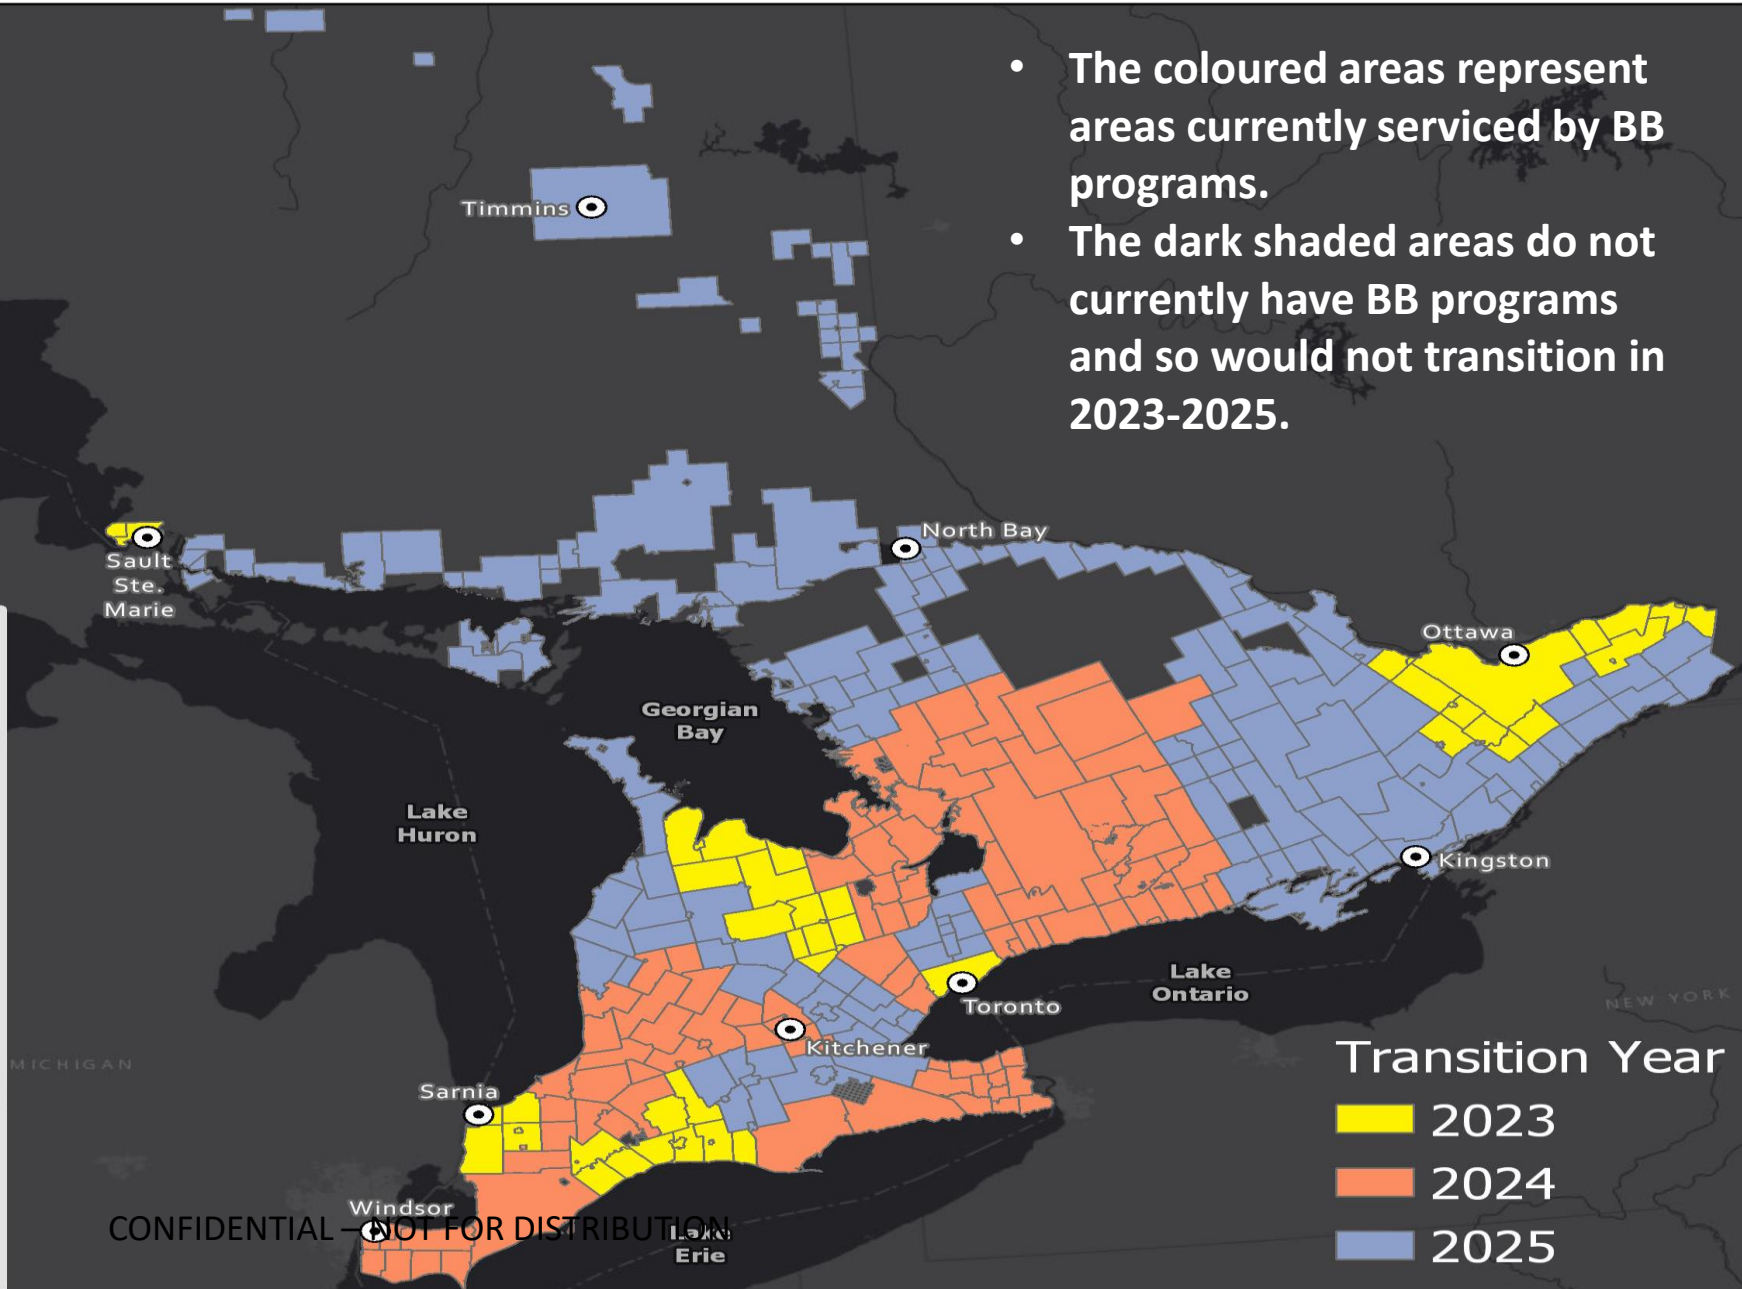 • The coloured areas represent
areas currently serviced by BB
programs.
• The dark shaded areas do not
currently have BB programs
and so would not transition in
2023-2025.
Timmins
North Bay
Sault
Ste.
Marie
Ottawa
Georgian
Bay
Lake
Huron
Kingston
Lake
Ontario
Toronto
NEW YORK
Kitchener
MICHIGAN
Sarnia
Windsor
CONFIDENTIAL – NOT FOR DISTRIBUTION
Lake
Erie
Transition Year
2023
2024
2025